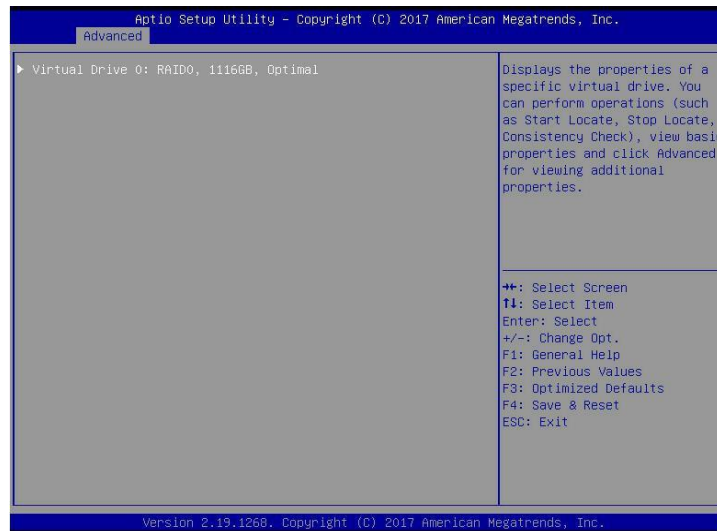 Aptio Setup Utility – Copyright (C) 2017 American Megatrends, Inc.
Advanced
▶ Virtual Drive 0: RAID0, 1116GB, Optimal
Displays the properties of a
specific virtual drive. You
can perform operations (such
as Start Locate, Stop Locate,
Consistency Check), view basi
properties and click Advanced
for viewing additional
properties.
→←: Select Screen
↑↓: Select Item
Enter: Select
+/-: Change Opt.
F1: General Help
F2: Previous Values
F3: Optimized Defaults
F4: Save & Reset
ESC: Exit
Version 2.19.1268. Copyright (C) 2017 American Megatrends, Inc.